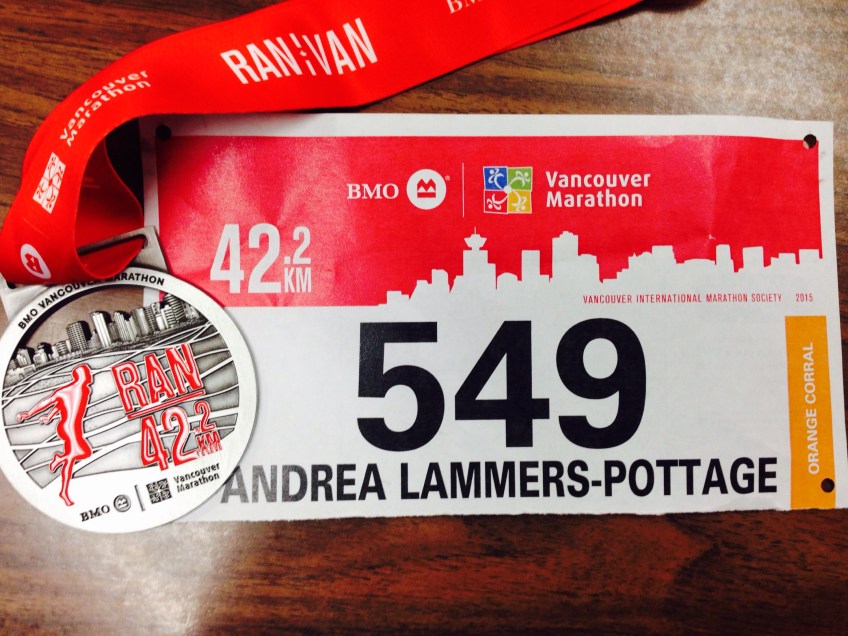 BM
RAN:VAN
Vancouver
Marathon
BMO
Vancouver
Marathon
42.2
KM
VANCOUVER INTERNATIONAL MARATHON SOCIETY 2015
549
ANDREA LAMMERS-POTTAGE
ORANGE CORRAL
BMO VANCOUVER MARATHON
RAN
42.2
KM
BMO
Vancouver
Marathon